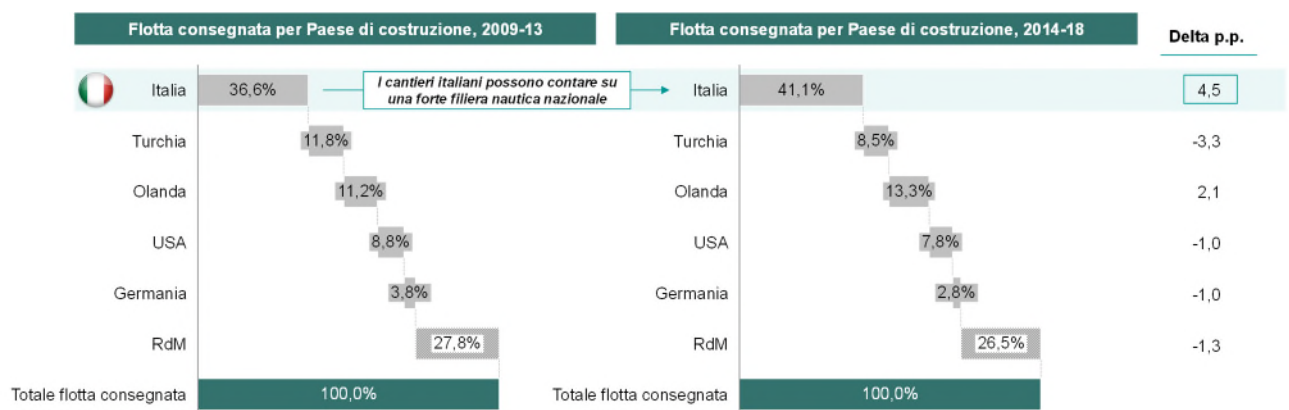 Flotta consegnata per Paese di costruzione, 2009-13
Flotta consegnata per Paese di costruzione, 2014-18
Delta p.p.
Italia
36,6%
I cantieri italiani possono contare su
una forte filiera nautica nazionale
Italia
41,1%
4,5
Turchia
11,8%
Turchia
8,5%
-3,3
Olanda
11,2%
Olanda
13,3%
2,1
USA
8,8%
USA
7,8%
-1,0
Germania
3,8%
Germania
2,8%
-1,0
RdM
27,8%
RdM
26,5%
-1,3
Totale flotta consegnata
100,0%
Totale flotta consegnata
100,0%